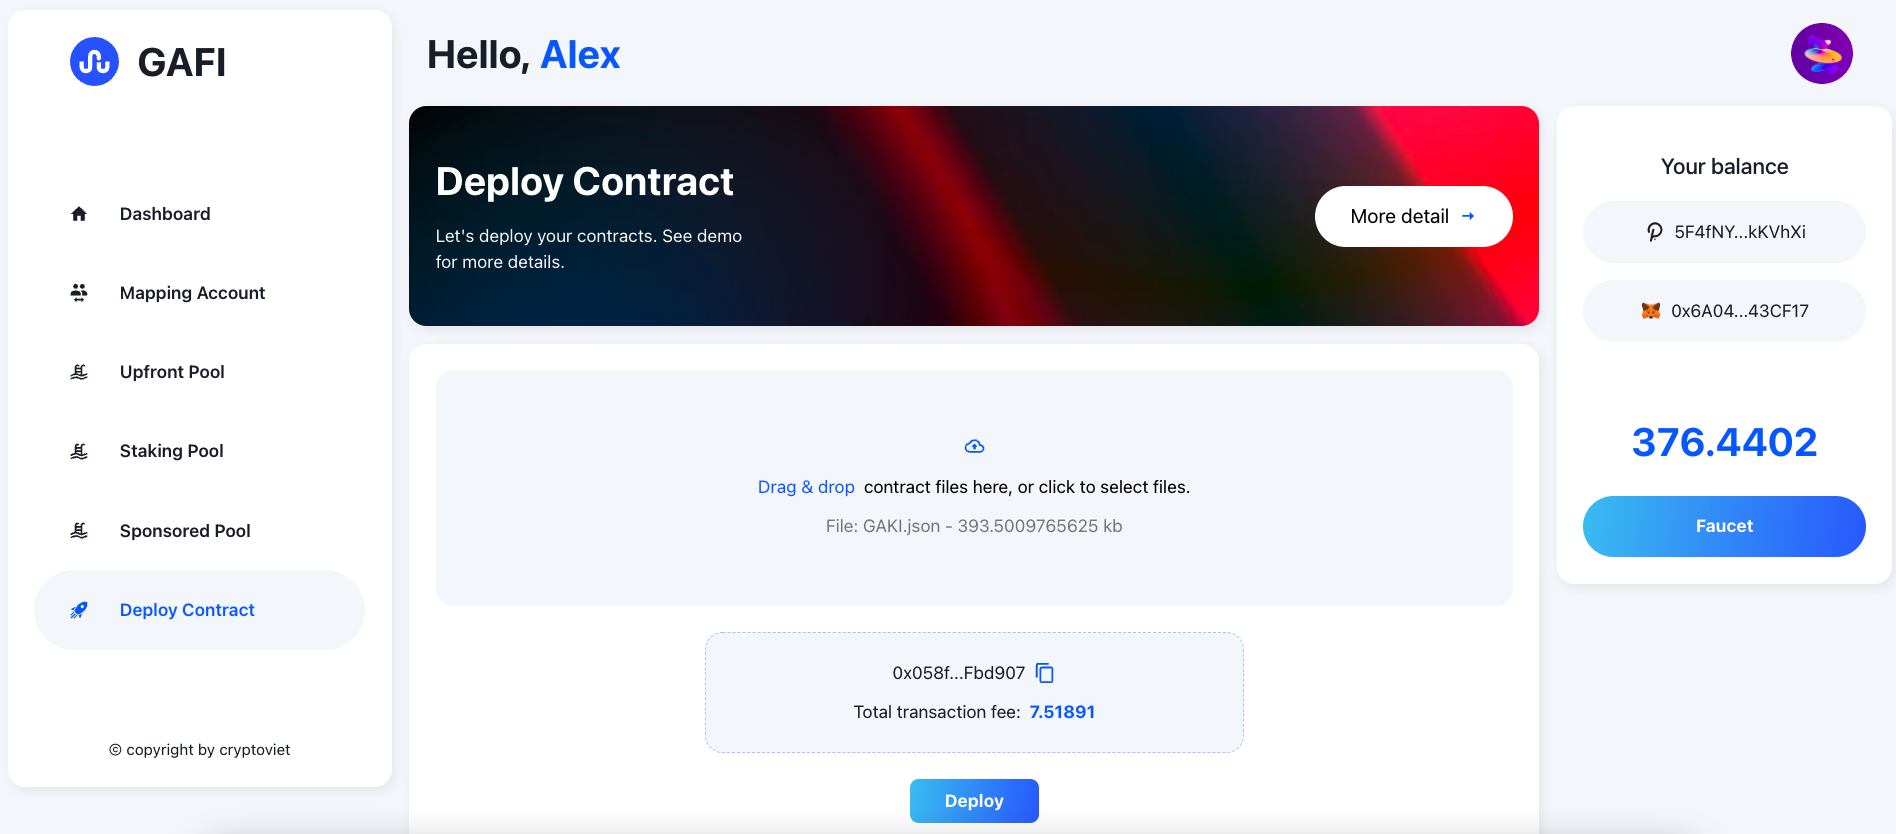 GAFI
Dashboard
Mapping Account
Upfront Pool
Staking Pool
Sponsored Pool
Deploy Contract
© copyright by cryptoviet
Hello, Alex
Deploy Contract
Let's deploy your contracts. See demo
for more details.
More detail →
Drag & drop contract files here, or click to select files.
File: GAKI.json - 393.5009765625 kb
0x058f...Fbd907
Total transaction fee: 7.51891
Deploy
Your balance
5F4fNY...kKVhXi
0x6A04...43CF17
376.4402
Faucet